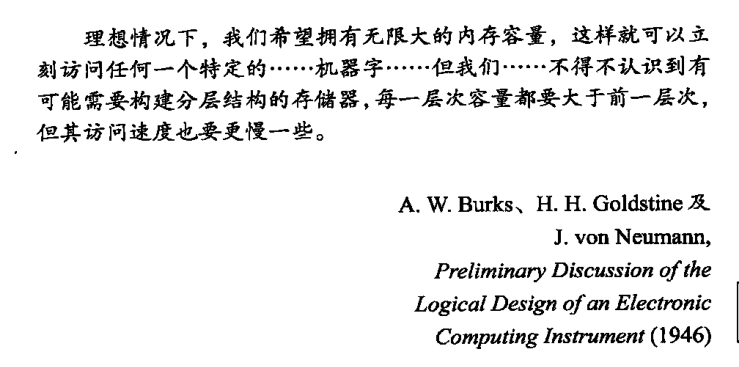 理想情况下，我们希望拥有无限大的内存容量，这样就可以立
刻访问任何一个特定的……机器字……但我们……不得不认识到有
可能需要构建分层结构的存储器，每一层次容量都要大于前一层次，
但其访问速度也要更慢一些。
A. W. Burks、H. H. Goldstine 及
J. von Neumann,
Preliminary Discussion of the
Logical Design of an Electronic
Computing Instrument (1946)